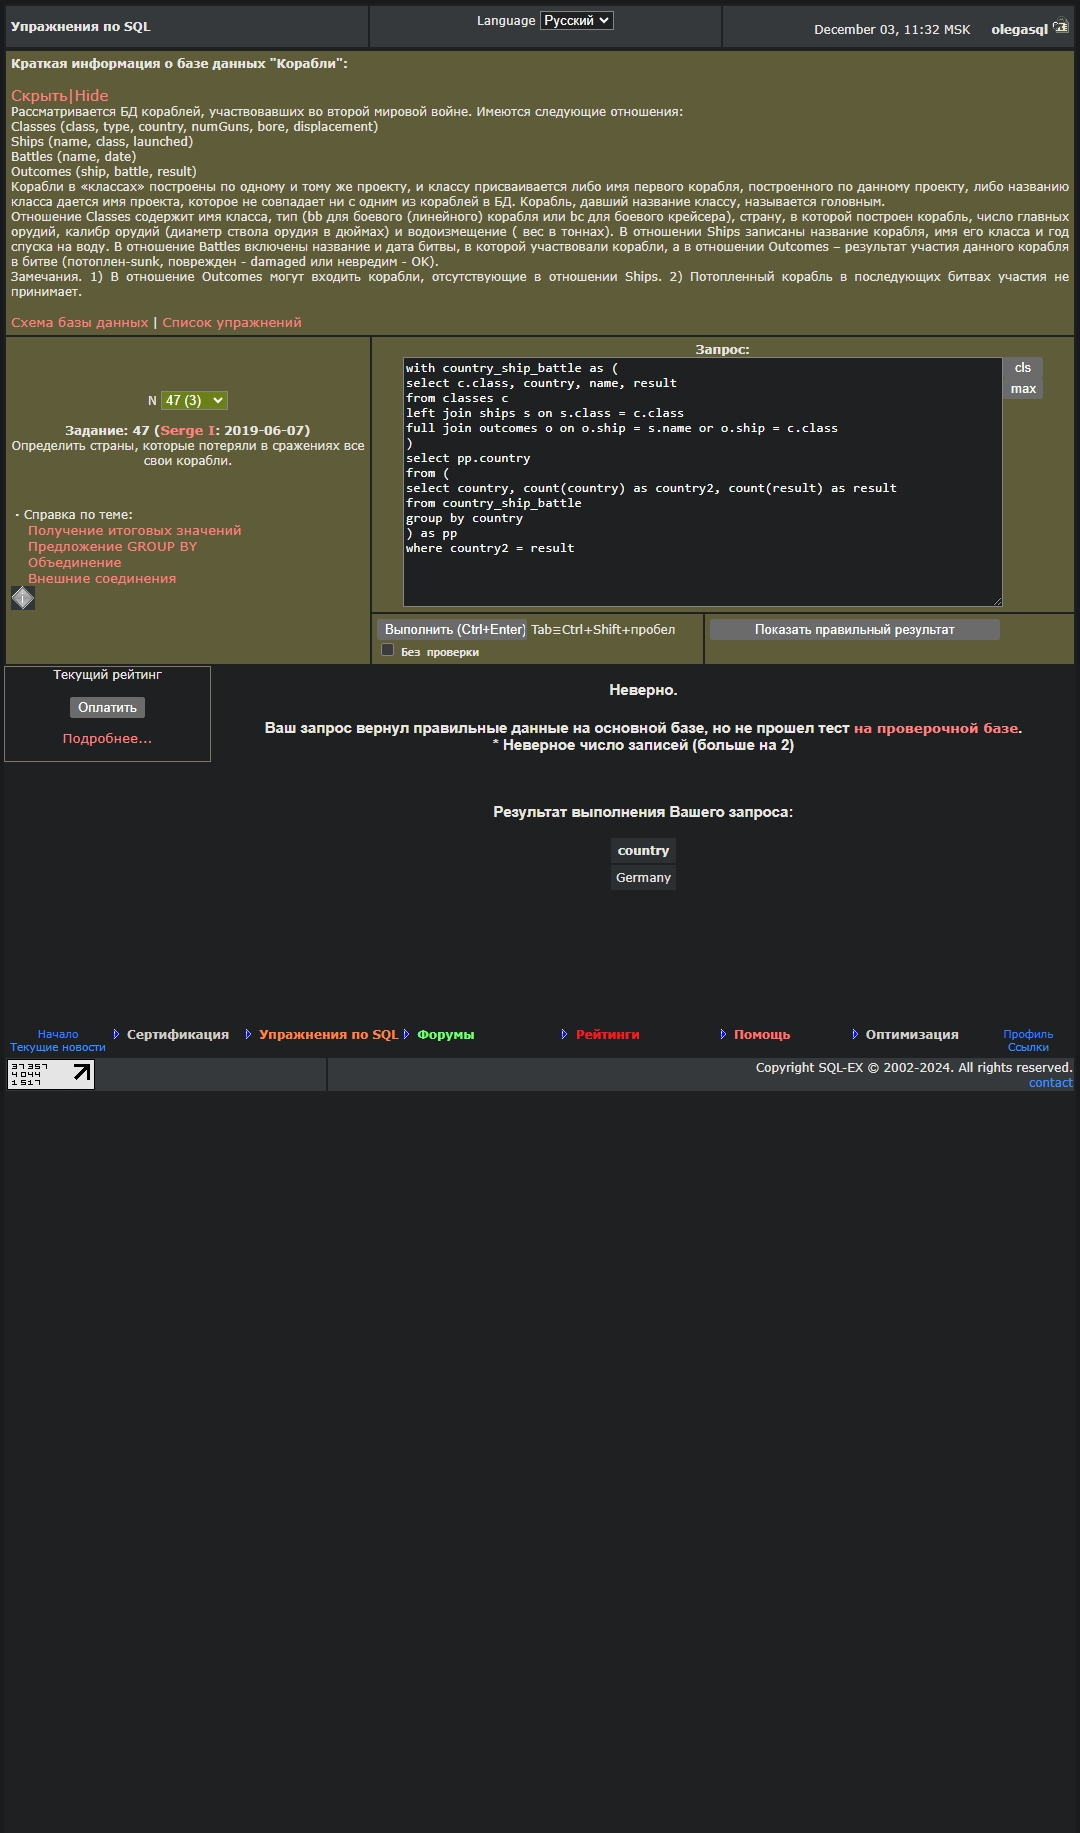 Упражнения по SQL
Language Русский
December 03, 11:32 MSK olegasql
Краткая информация о базе данных "Корабли":
Скрыть|Hide
Рассматривается БД кораблей, участвовавших во второй мировой войне. Имеются следующие отношения:
Classes (class, type, country, numGuns, bore, displacement)
Ships (name, class, launched)
Battles (name, date)
Outcomes (ship, battle, result)
Корабли в «классах» построены по одному и тому же проекту, и классу присваивается либо имя первого корабля, построенного по данному проекту, либо названию
класса дается имя проекта, которое не совпадает ни с одним из кораблей в БД. Корабль, давший название классу, называется головным.
Отношение Classes содержит имя класса, тип (bb для боевого (линейного) корабля или bc для боевого крейсера), страну, в которой построен корабль, число главных
орудий, калибр орудий (диаметр ствола орудия в дюймах) и водоизмещение ( вес в тоннах). В отношении Ships записаны название корабля, имя его класса и год
спуска на воду. В отношение Battles включены название и дата битвы, в которой участвовали корабли, а в отношении Outcomes – результат участия данного корабля
в битве (потоплен-sunk, поврежден - damaged или невредим - OK).
Замечания. 1) В отношение Outcomes могут входить корабли, отсутствующие в отношении Ships. 2) Потопленный корабль в последующих битвах участия не
принимает.
Схема базы данных | Список упражнений
N 47 (3)
Задание: 47 (Serge I: 2019-06-07)
Определить страны, которые потеряли в сражениях все
свои корабли.
· Справка по теме:
Получение итоговых значений
Предложение GROUP BY
Объединение
Внешние соединения
Запрос:
with country_ship_battle as (
select c.class, country, name, result
from classes c
left join ships s on s.class = c.class
full join outcomes o on o.ship = s.name or o.ship = c.class
)
select pp.country
from (
select country, count(country) as country2, count(result) as result
from country_ship_battle
group by country
) as pp
where country2 = result
cls
max
Выполнить (Ctrl+Enter) Tab≡Ctrl+Shift+пробел
Без проверки
Показать правильный результат
Текущий рейтинг
Оплатить
Подробнее...
Неверно.
Ваш запрос вернул правильные данные на основной базе, но не прошел тест на проверочной базе.
* Неверное число записей (больше на 2)
Результат выполнения Вашего запроса:
country
Germany
Начало
Текущие новости
Сертификация
Упражнения по SQL
Форумы
Рейтинги
Помощь
Оптимизация
Профиль
Ссылки
37357
4044
1517
Copyright SQL-EX © 2002-2024. All rights reserved.
contact